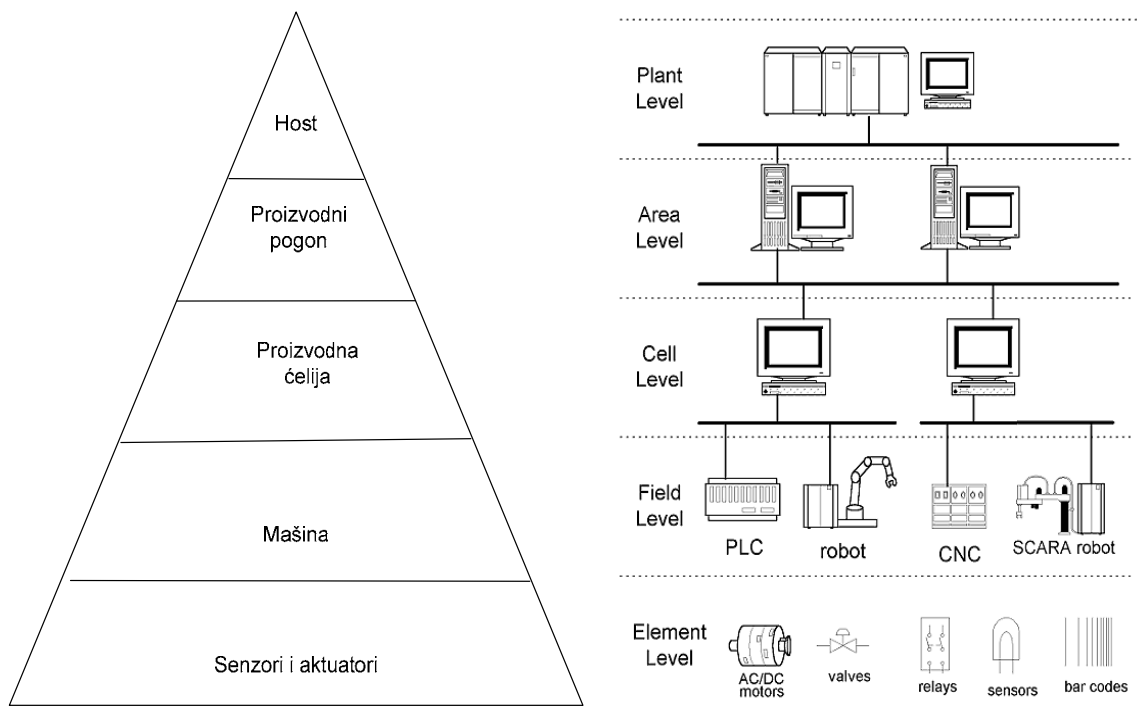 Host
Proizvodni
pogon
Proizvodna
ćelija
Mašina
Senzori i aktuatori
Plant
Level
Area
Level
Cell
Level
Field
Level
PLC
robot
CNC
SCARA robot
Element
Level
AC/DC
motors
valves
relays
sensors
bar codes